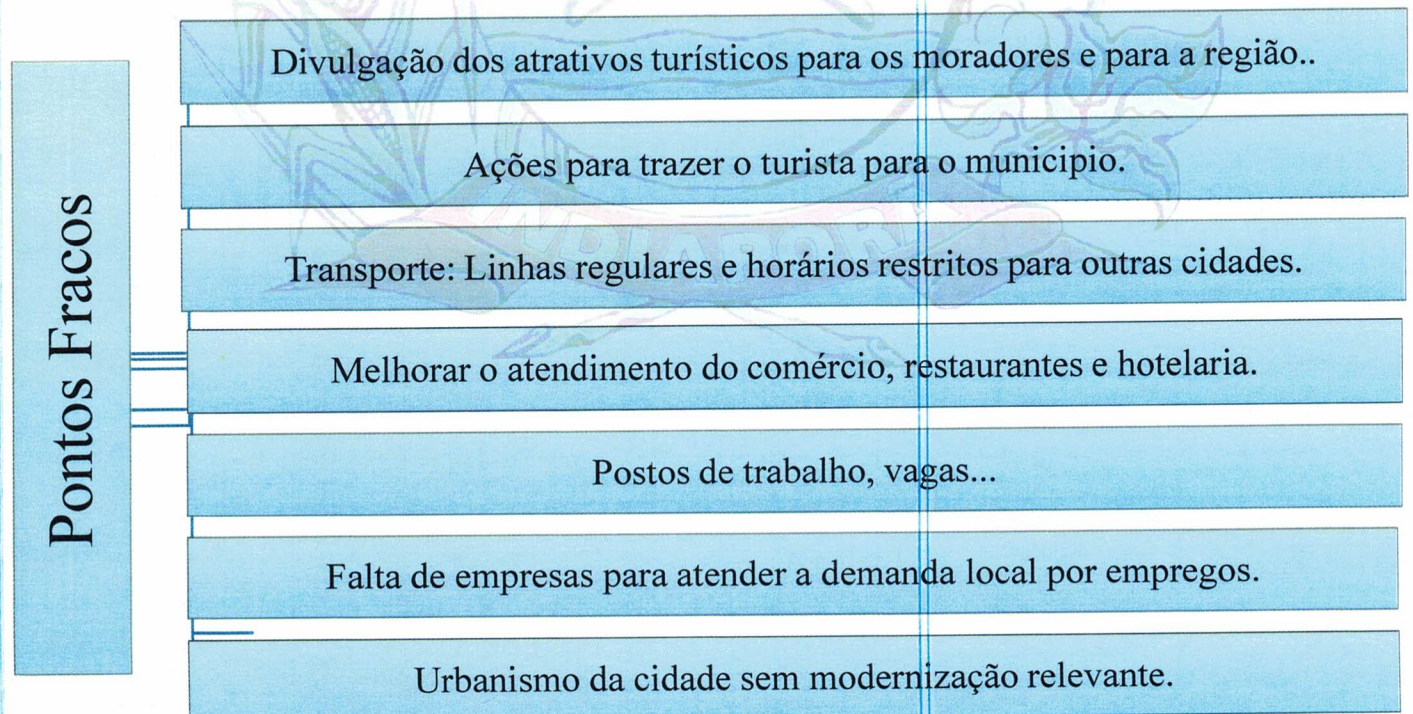 Pontos Fracos
Divulgação dos atrativos turísticos para os moradores e para a região..
Ações para trazer o turista para o municipio.
Transporte: Linhas regulares e horários restritos para outras cidades.
Melhorar o atendimento do comércio, restaurantes e hotelaria.
Postos de trabalho, vagas...
Falta de empresas para atender a demanda local por empregos.
Urbanismo da cidade sem modernização relevante.